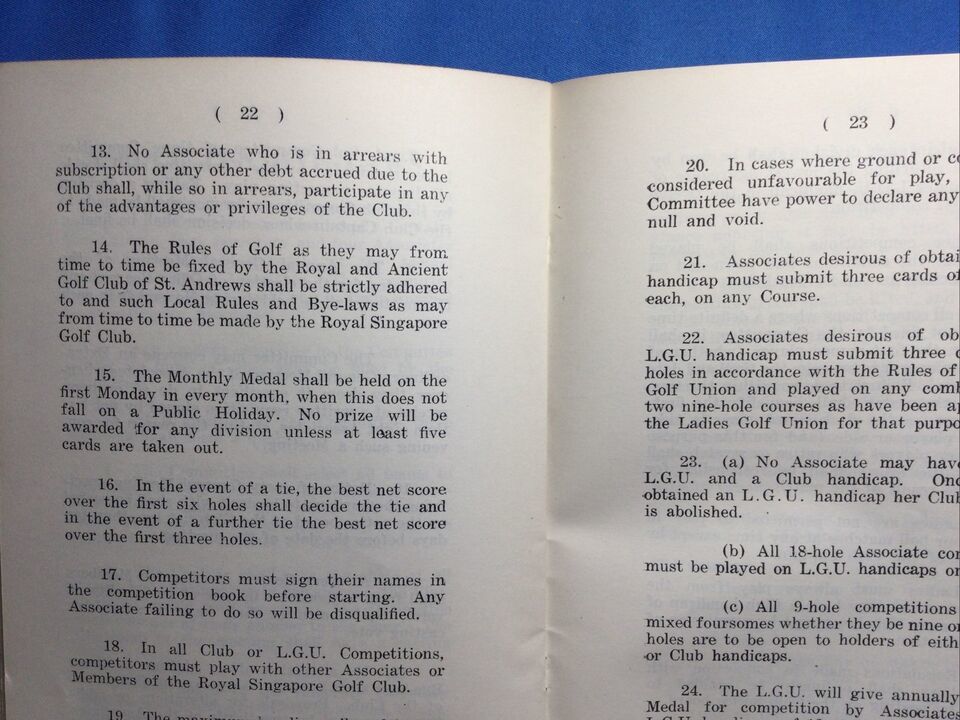 ( 22 )
13. No Associate who is in arrears with
subscription or any other debt accrued due to the
Club shall, while so in arrears, participate in any
of the advantages or privileges of the Club.
14. The Rules of Golf as they may from
time to time be fixed by the Royal and Ancient
Golf Club of St. Andrews shall be strictly adhered
to and such Local Rules and Bye-laws as may
from time to time be made by the Royal Singapore
Golf Club.
15. The Monthly Medal shall be held on the
first Monday in every month, when this does not
fall on a Public Holiday. No prize will be
awarded for any division unless at least five
cards are taken out.
16. In the event of a tie, the best net score
over the first six holes shall decide the tie and
in the event of a further tie the best net score
over the first three holes.
17. Competitors must sign their names in
the competition book before starting. Any
Associate failing to do so will be disqualified.
18. In all Club or L.G.U. Competitions,
competitors must play with other Associates or
Members of the Royal Singapore Golf Club.
19. The maximum
( 23 )
20. In cases where ground or
considered unfavourable for play,
Committee have power to declare any
null and void.
21. Associates desirous of
handicap must submit three cards
each, on any Course.
22. Associates desirous of
L.G.U. handicap must submit three
holes in accordance with the Rules of
Golf Union and played on any
two nine-hole courses as have been
the Ladies Golf Union for that
23. (a) No Associate may
L.G.U. and a Club handicap.
obtained an L.G.U. handicap her
is abolished.
(b) All 18-hole Associate
must be played on L.G.U. handicaps
(c) All 9-hole competitions
mixed foursomes whether they be nine
holes are to be open to holders of
or Club handicaps.
24. The L.G.U. will give annually
Medal for competition by